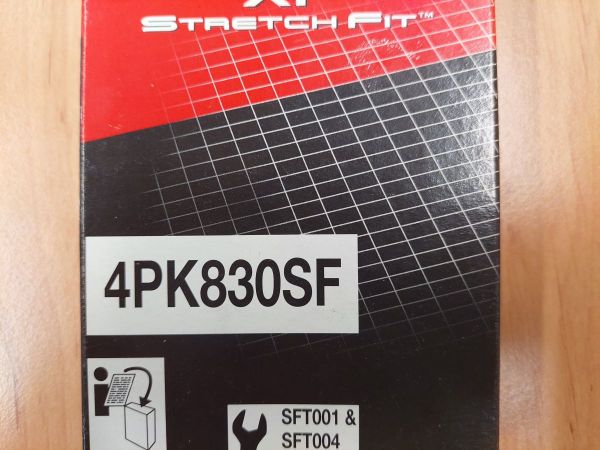 STRETCH FIT™
4PK830SF
SFT001 &
SFT004